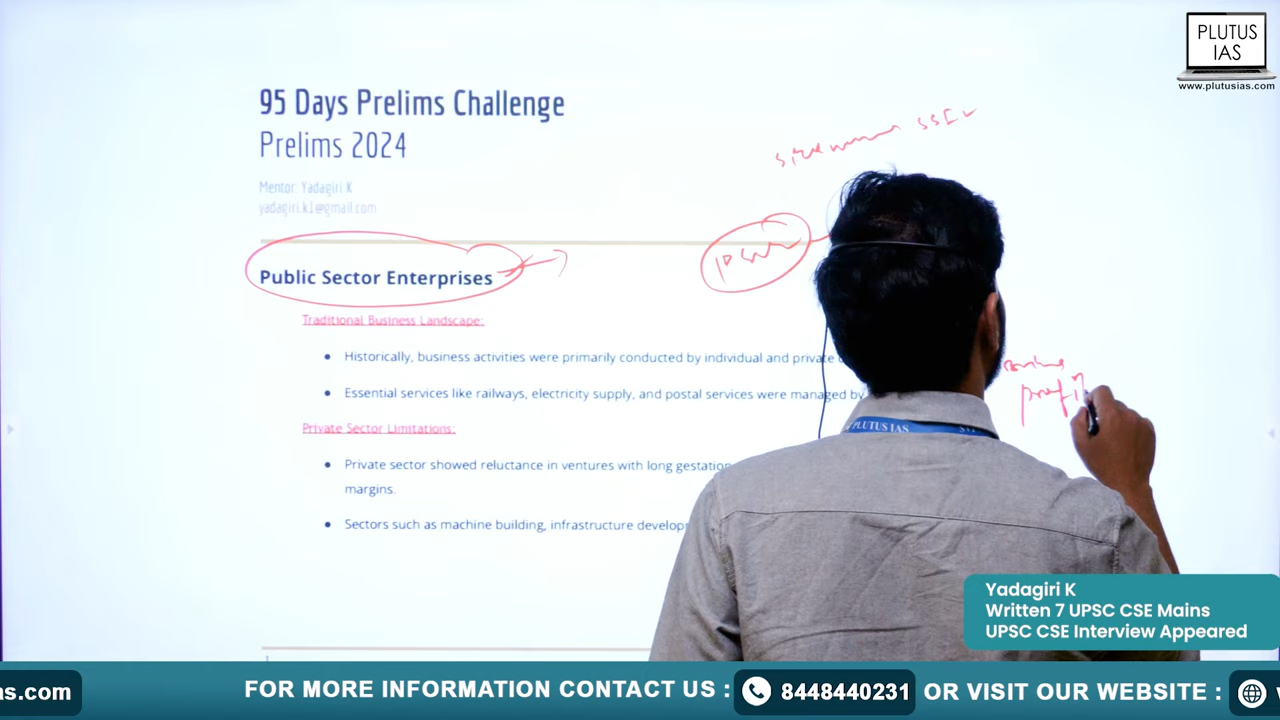 PLUTUS
IAS
www.plutusias.com
95 Days Prelims Challenge
Prelims 2024
Mentor: Yadagiri K
yadagiri.k1@gmail.com
Public Sector Enterprises
Traditional Business Landscape:
Historically, business activities were primarily conducted by individual and private
Essential services like railways, electricity supply, and postal services were managed by
Private Sector Limitations:
Private sector showed reluctance in ventures with long gestation
margins.
Sectors such as machine building, infrastructure develop
PLUTUS IAS
Yadagiri K
Written 7 UPSC CSE Mains
UPSC CSE Interview Appeared
as.com
FOR MORE INFORMATION CONTACT US : 8448440231 OR VISIT OUR WEBSITE :